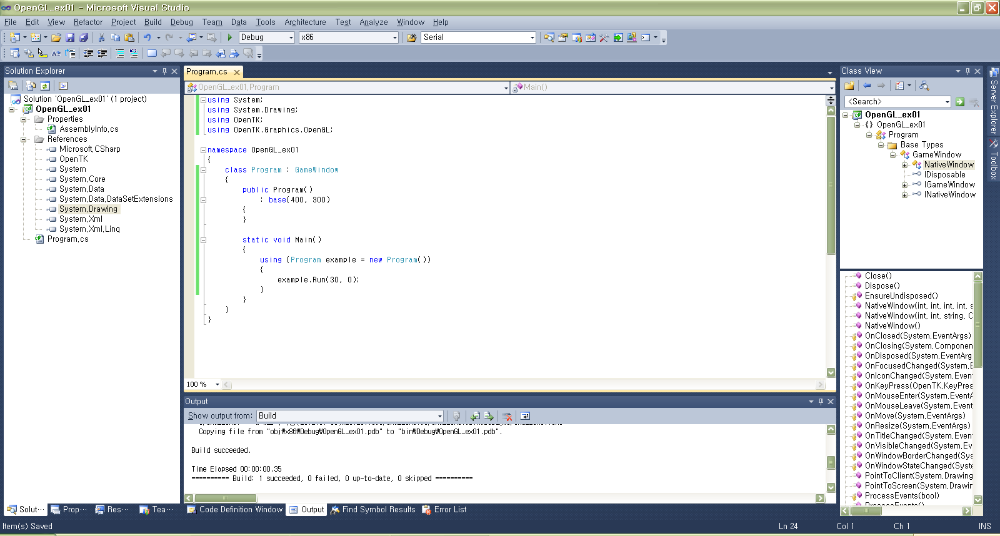 OpenGL_ex01 - Microsoft Visual Studio
File Edit View Refactor Project Build Debug Team Data Tools Architecture Test Analyze Window Help
Debug x86 Serial
Solution Explorer
Solution 'OpenGL_ex01' (1 project)
OpenGL_ex01
Properties
AssemblyInfo.cs
References
Microsoft.CSharp
OpenTK
System
System.Core
System.Data
System.Data.DataSetExtensions
System.Drawing
System.Xml
System.Xml.Linq
Program.cs
Program.cs
OpenGL_ex01.Program
Main()
using System;
using System.Drawing;
using OpenTK;
using OpenTK.Graphics.OpenGL;
namespace OpenGL_ex01
{
class Program : GameWindow
{
public Program()
: base(400, 300)
{
}
static void Main()
{
using (Program example = new Program())
{
example.Run(30, 0);
}
}
}
}
100 %
Output
Show output from: Build
Copying file from "obj₩x86₩Debug₩OpenGL_ex01.pdb" to "bin₩Debug₩OpenGL_ex01.pdb".
Build succeeded.
Time Elapsed 00:00:00.35
========== Build: 1 succeeded, 0 failed, 0 up-to-date, 0 skipped ==========
Class View
<Search>
OpenGL_ex01
{} OpenGL_ex01
Program
Base Types
GameWindow
NativeWindow
IDisposable
IGameWindow
INativeWindow
Close()
Dispose()
EnsureUndisposed()
NativeWindow(int, int, int, int, s
NativeWindow(int, int, string, C
NativeWindow()
OnClosed(System.EventArgs)
OnClosing(System.Componen
OnDisposed(System.EventArg
OnFocusedChanged(System.E
OnIconChanged(System.Even
OnKeyPress(OpenTK.KeyPres
OnMouseEnter(System.EventA
OnMouseLeave(System.EventA
OnMove(System.EventArgs)
OnResize(System.EventArgs)
OnTitleChanged(System.Even
OnVisibleChanged(System.Ev
OnWindowBorderChanged(Sys
OnWindowStateChanged(Syste
PointToClient(System.Drawing
PointToScreen(System.Drawin
ProcessEvents(bool)
ProcessEvents()
Server Explorer
Toolbox
Solut... Prop... Res... Tea...
Code Definition Window Output Find Symbol Results Error List
Item(s) Saved
Ln 24 Col 1 Ch 1 INS